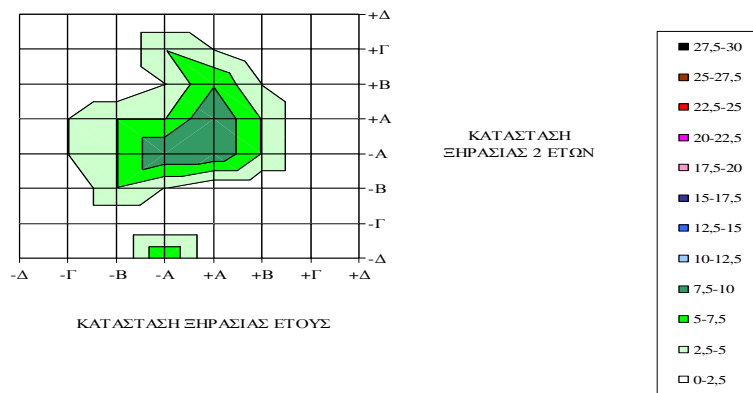 +Δ
+Γ
+Β
+Α
-Α
-Β
-Γ
-Δ
-Δ
-Γ
-Β
-Α
+Α
+Β
+Γ
+Δ
ΚΑΤΑΣΤΑΣΗ ΞΗΡΑΣΙΑΣ ΕΤΟΥΣ
ΚΑΤΑΣΤΑΣΗ
ΞΗΡΑΣΙΑΣ 2 ΕΤΩΝ
27,5-30
25-27,5
22,5-25
20-22,5
17,5-20
15-17,5
12,5-15
10-12,5
7,5-10
5-7,5
2,5-5
0-2,5